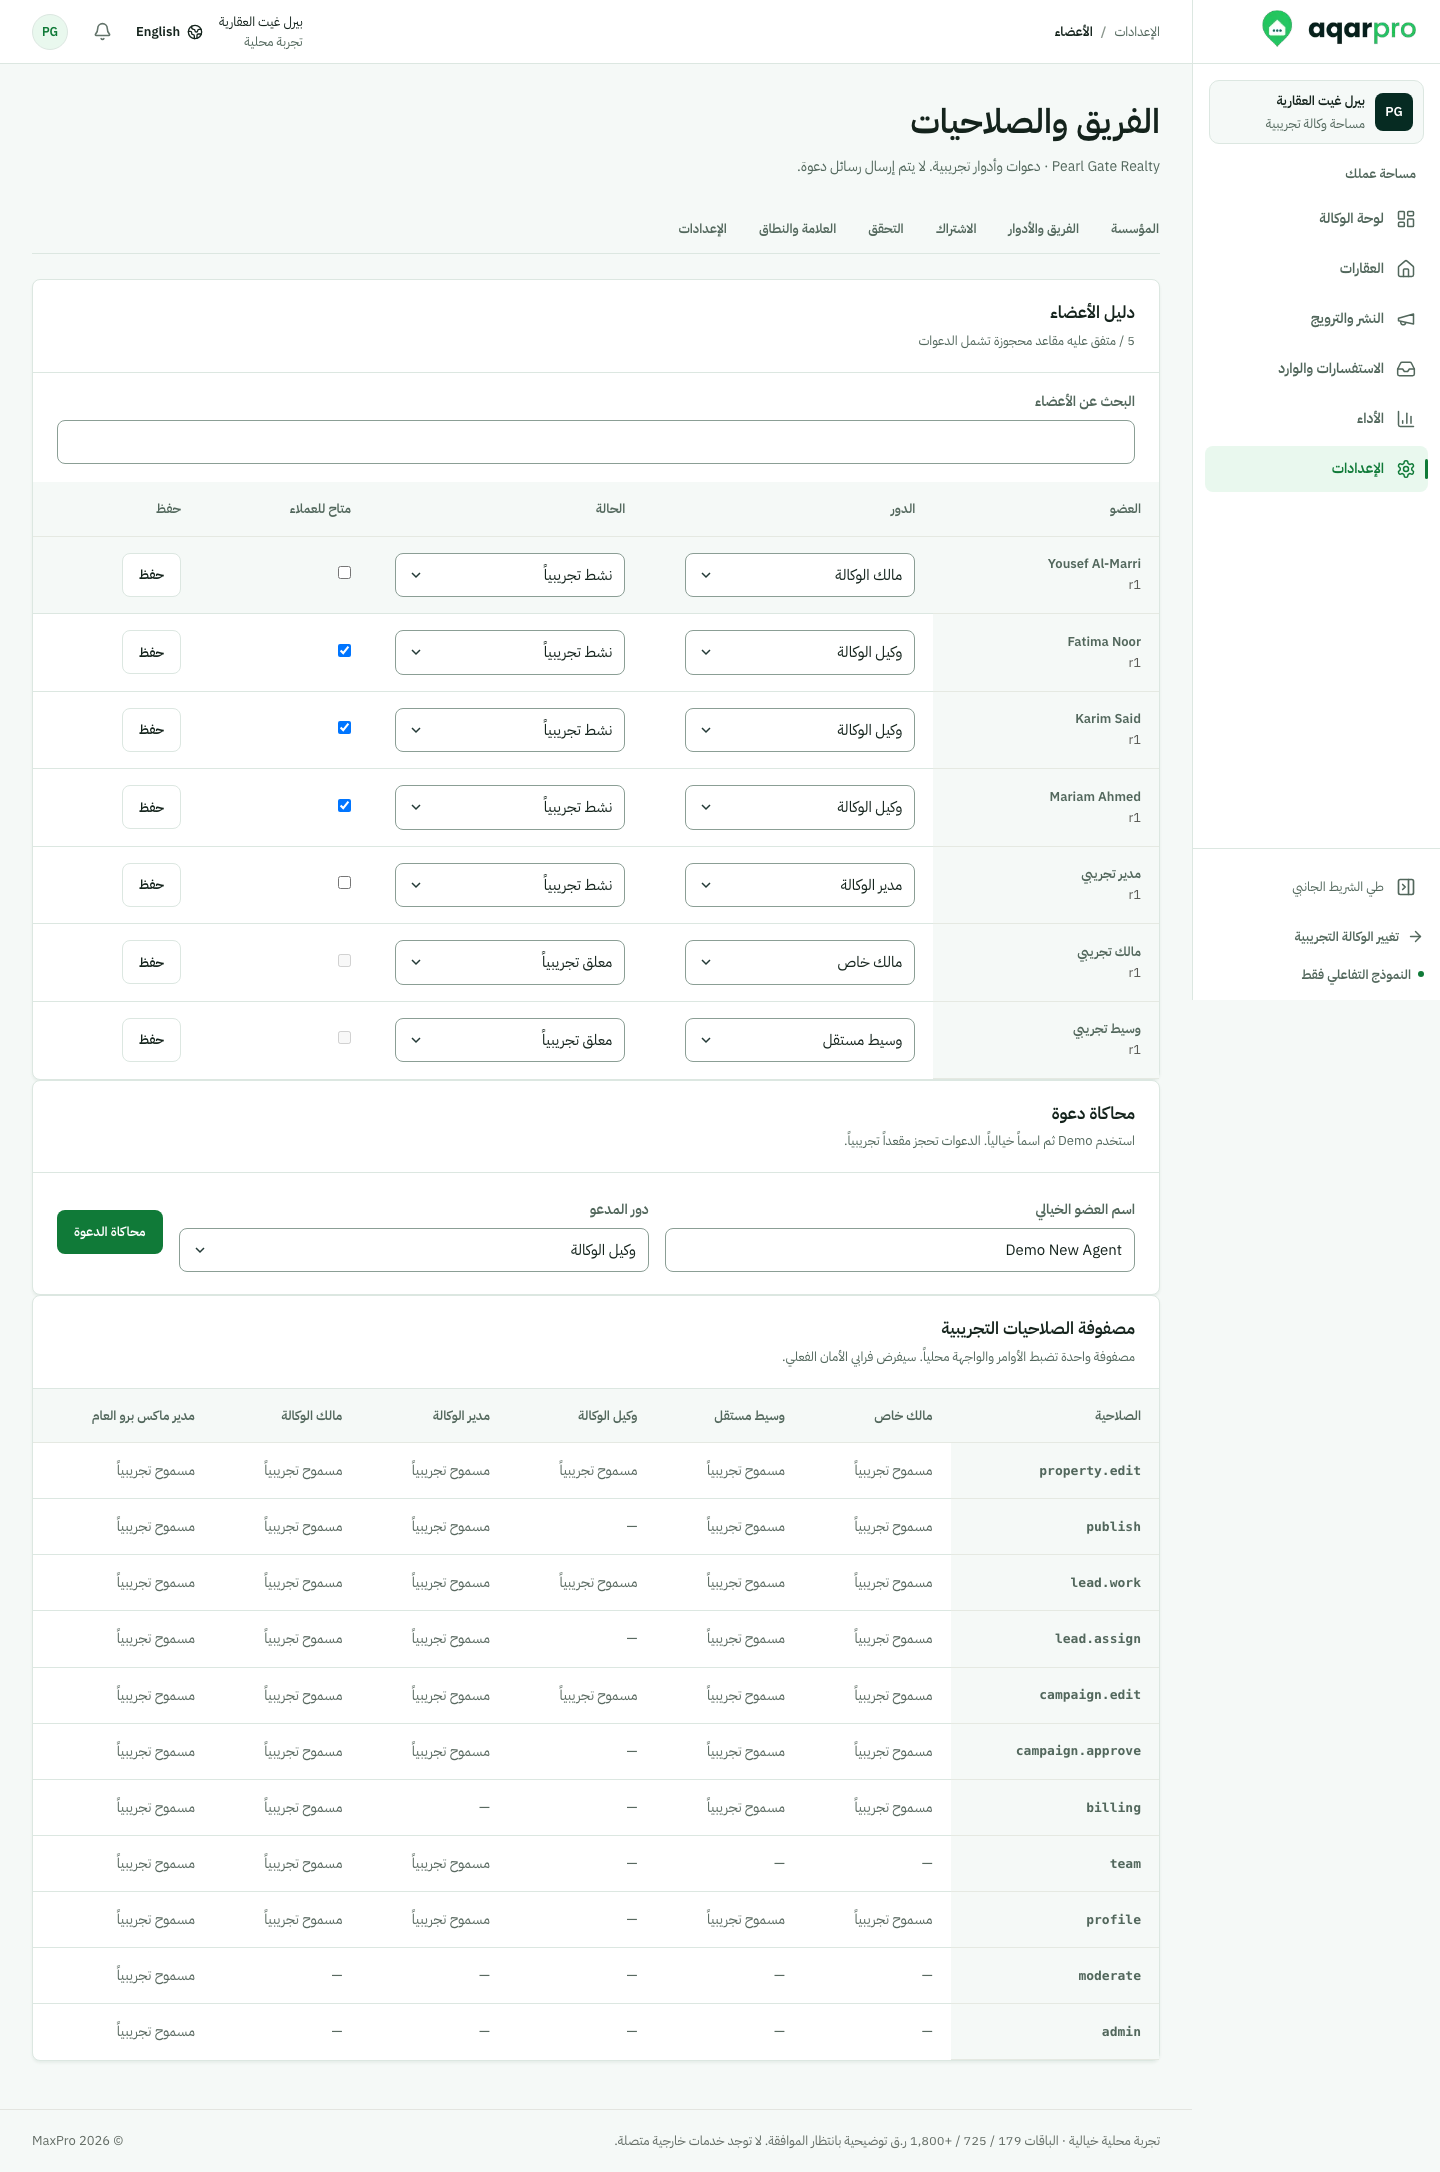 aqarpro
الإعدادات / الأعضاء
بيرل غيت العقارية
تجربة محلية
English
PG
PG
بيرل غيت العقارية
مساحة وكالة تجريبية
مساحة عملك
لوحة الوكالة
العقارات
النشر والترويج
الاستفسارات والوارد
الأداء
الإعدادات
طي الشريط الجانبي
تغيير الوكالة التجريبية
النموذج التفاعلي فقط
الفريق والصلاحيات
Pearl Gate Realty · دعوات وأدوار تجريبية. لا يتم إرسال رسائل دعوة.
المؤسسة الفريق والأدوار الاشتراك التحقق العلامة والنطاق الإعدادات
دليل الأعضاء
5 / متفق عليه مقاعد محجوزة تشمل الدعوات
البحث عن الأعضاء
العضو الدور الحالة متاح للعملاء حفظ
Yousef Al-Marri مالك الوكالة نشط تجريبياً حفظ
r1
Fatima Noor وكيل الوكالة نشط تجريبياً حفظ
r1
Karim Said وكيل الوكالة نشط تجريبياً حفظ
r1
Mariam Ahmed وكيل الوكالة نشط تجريبياً حفظ
r1
مدير تجريبي مدير الوكالة نشط تجريبياً حفظ
r1
مالك تجريبي مالك خاص معلق تجريبياً حفظ
r1
وسيط تجريبي وسيط مستقل معلق تجريبياً حفظ
r1
محاكاة دعوة
استخدم Demo ثم اسماً خيالياً. الدعوات تحجز مقعداً تجريبياً.
اسم العضو الخيالي دور المدعو
Demo New Agent وكيل الوكالة محاكاة الدعوة
مصفوفة الصلاحيات التجريبية
مصفوفة واحدة تضبط الأوامر والواجهة محلياً. سيفرض فرابي الأمان الفعلي.
الصلاحية مالك خاص وسيط مستقل وكيل الوكالة مدير الوكالة مالك الوكالة مدير ماكس برو العام
property.edit مسموح تجريبياً مسموح تجريبياً مسموح تجريبياً مسموح تجريبياً مسموح تجريبياً مسموح تجريبياً
publish مسموح تجريبياً مسموح تجريبياً — مسموح تجريبياً مسموح تجريبياً مسموح تجريبياً
lead.work مسموح تجريبياً مسموح تجريبياً مسموح تجريبياً مسموح تجريبياً مسموح تجريبياً مسموح تجريبياً
lead.assign مسموح تجريبياً مسموح تجريبياً — مسموح تجريبياً مسموح تجريبياً مسموح تجريبياً
campaign.edit مسموح تجريبياً مسموح تجريبياً مسموح تجريبياً مسموح تجريبياً مسموح تجريبياً مسموح تجريبياً
campaign.approve مسموح تجريبياً مسموح تجريبياً — مسموح تجريبياً مسموح تجريبياً مسموح تجريبياً
billing مسموح تجريبياً مسموح تجريبياً — — مسموح تجريبياً مسموح تجريبياً
team — — — مسموح تجريبياً مسموح تجريبياً مسموح تجريبياً
profile مسموح تجريبياً مسموح تجريبياً — مسموح تجريبياً مسموح تجريبياً مسموح تجريبياً
moderate — — — — — مسموح تجريبياً
admin — — — — — مسموح تجريبياً
تجربة محلية خيالية · الباقات 179 / 725 / +1,800 ر.ق توضيحية بانتظار الموافقة. لا توجد خدمات خارجية متصلة.
© 2026 MaxPro